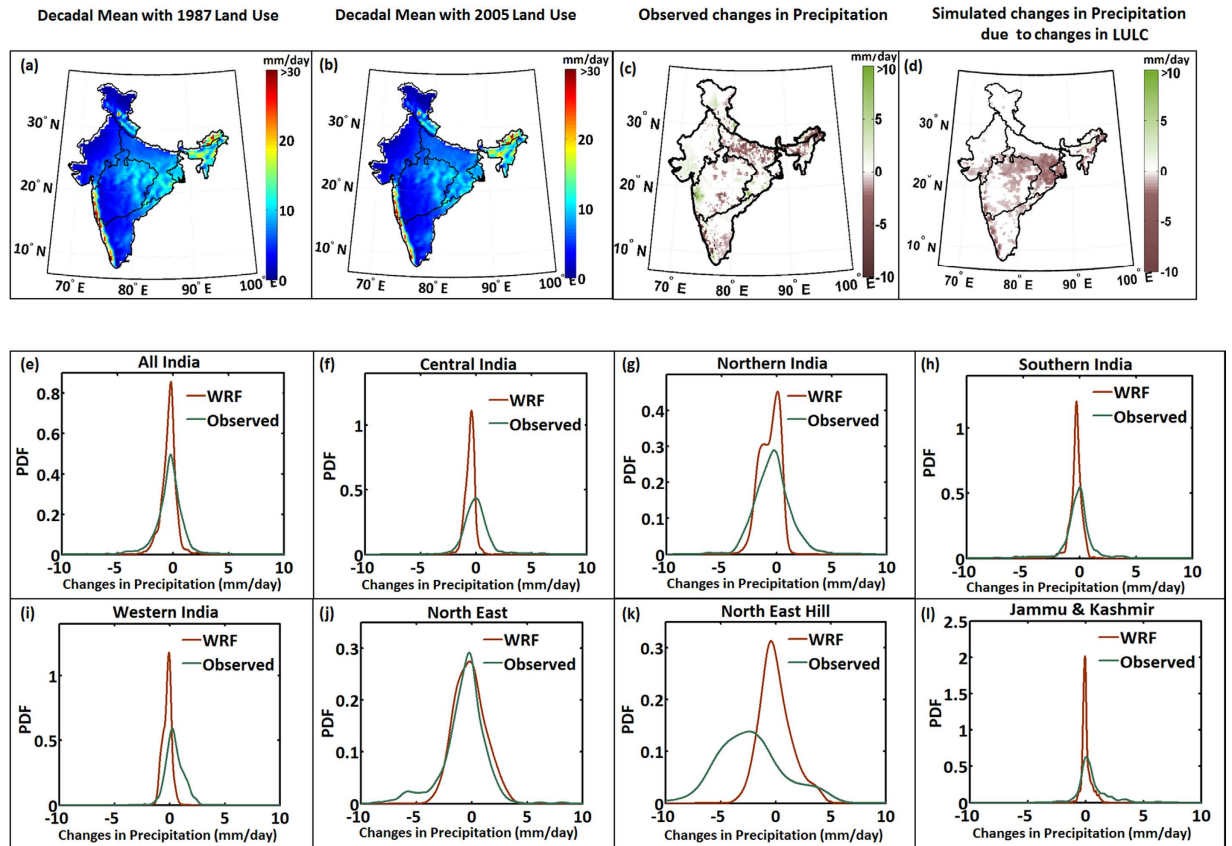 Decadal Mean with 1987 Land Use
Decadal Mean with 2005 Land Use
Observed changes in Precipitation
Simulated changes in Precipitation
due to changes in LULC
(a)
mm/day
>30
20
10
0
30° N
20° N
10° N
70° E
80° E
90° E
100° E
(b)
mm/day
>30
20
10
0
30° N
20° N
10° N
70° E
80° E
90° E
100° E
(c)
mm/day
>10
5
0
-5
-10
30° N
20° N
10° N
70° E
80° E
90° E
100° E
(d)
mm/day
>10
5
0
-5
-10
30° N
20° N
10° N
70° E
80° E
90° E
100° E
(e)
All India
WRF
Observed
PDF
0.8
0.6
0.4
0.2
0
-10 -5 0 5 10
Changes in Precipitation (mm/day)
(f)
Central India
WRF
Observed
PDF
1
0.5
0
-10 -5 0 5 10
Changes in Precipitation (mm/day)
(g)
Northern India
WRF
Observed
PDF
0.4
0.3
0.2
0.1
0
-10 -5 0 5 10
Changes in Precipitation (mm/day)
(h)
Southern India
WRF
Observed
PDF
1
0.5
0
-10 -5 0 5 10
Changes in Precipitation (mm/day)
(i)
Western India
WRF
Observed
PDF
1
0.5
0
-10 -5 0 5 10
Changes in Precipitation (mm/day)
(j)
North East
WRF
Observed
PDF
0.3
0.2
0.1
0
-10 -5 0 5 10
Changes in Precipitation (mm/day)
(k)
North East Hill
WRF
Observed
PDF
0.3
0.2
0.1
0
-10 -5 0 5 10
Changes in Precipitation (mm/day)
(l)
Jammu & Kashmir
WRF
Observed
PDF
2.5
2
1.5
1
0.5
0
-10 -5 0 5 10
Changes in Precipitation (mm/day)